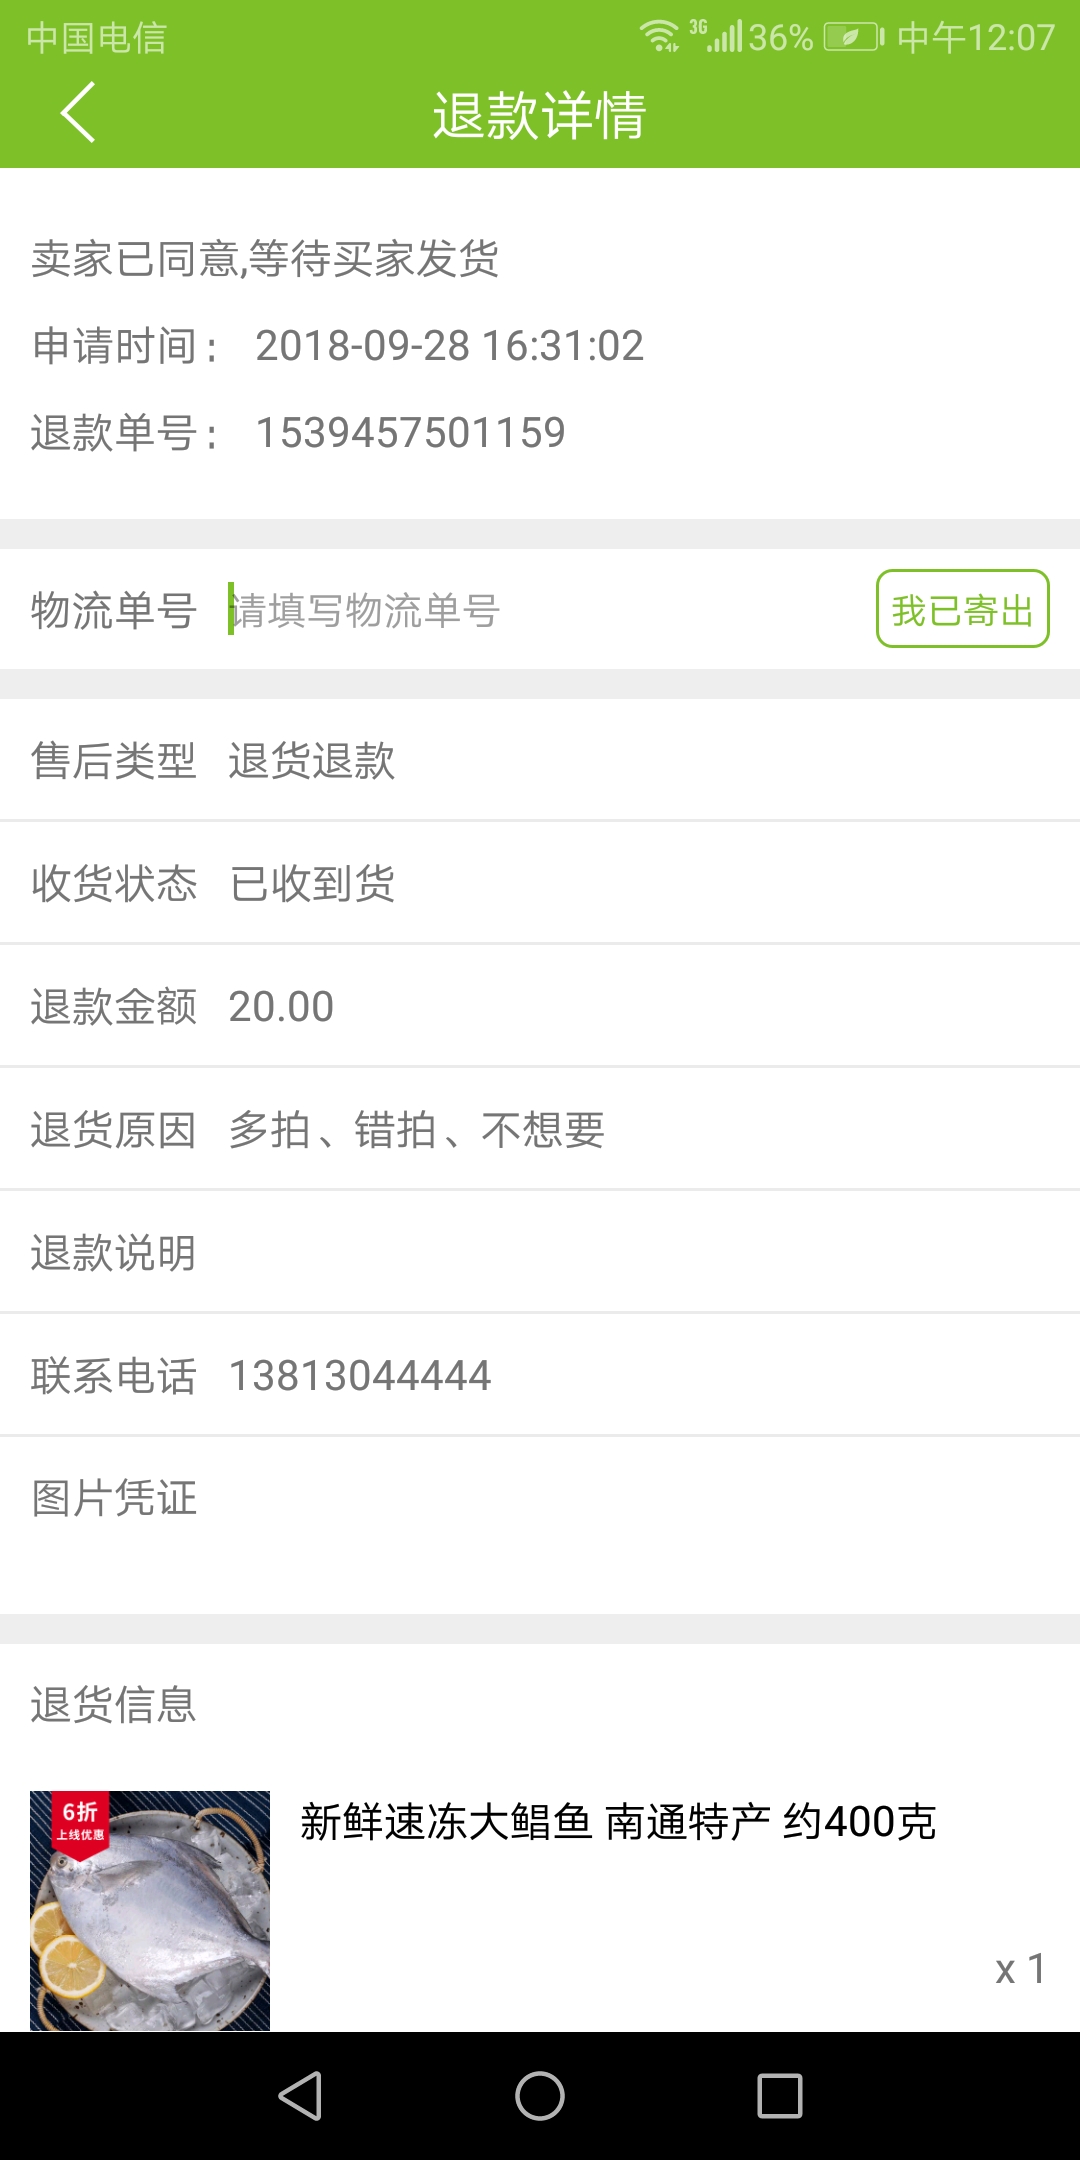 中国电信 3G 36% 中午12:07
退款详情
卖家已同意,等待买家发货
申请时间: 2018-09-28 16:31:02
退款单号: 1539457501159
物流单号 请填写物流单号 我已寄出
售后类型 退货退款
收货状态 已收到货
退款金额 20.00
退货原因 多拍、错拍、不想要
退款说明
联系电话 13813044444
图片凭证
退货信息
6折
上线优惠
新鲜速冻大鲳鱼 南通特产 约400克
x 1